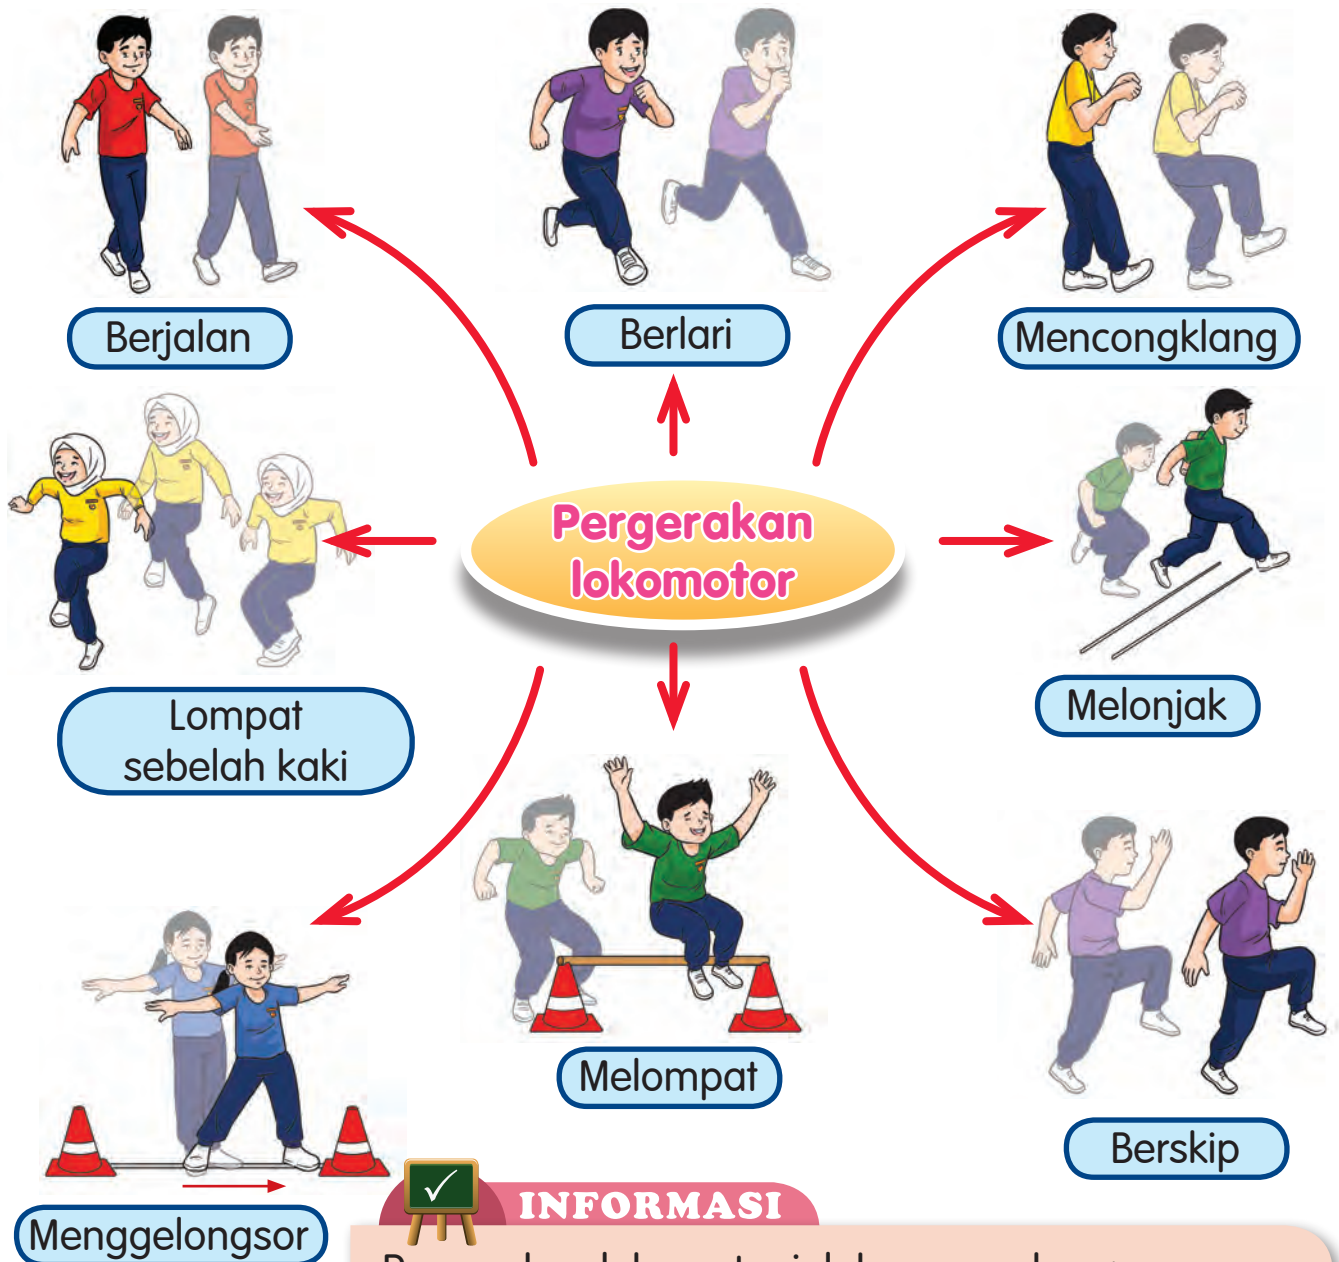 Berjalan
Berlari
Mencongklang
Pergerakan
lokomotor
Lompat
sebelah kaki
Melonjak
Melompat
Berskip
Menggelongsor
INFORMASI